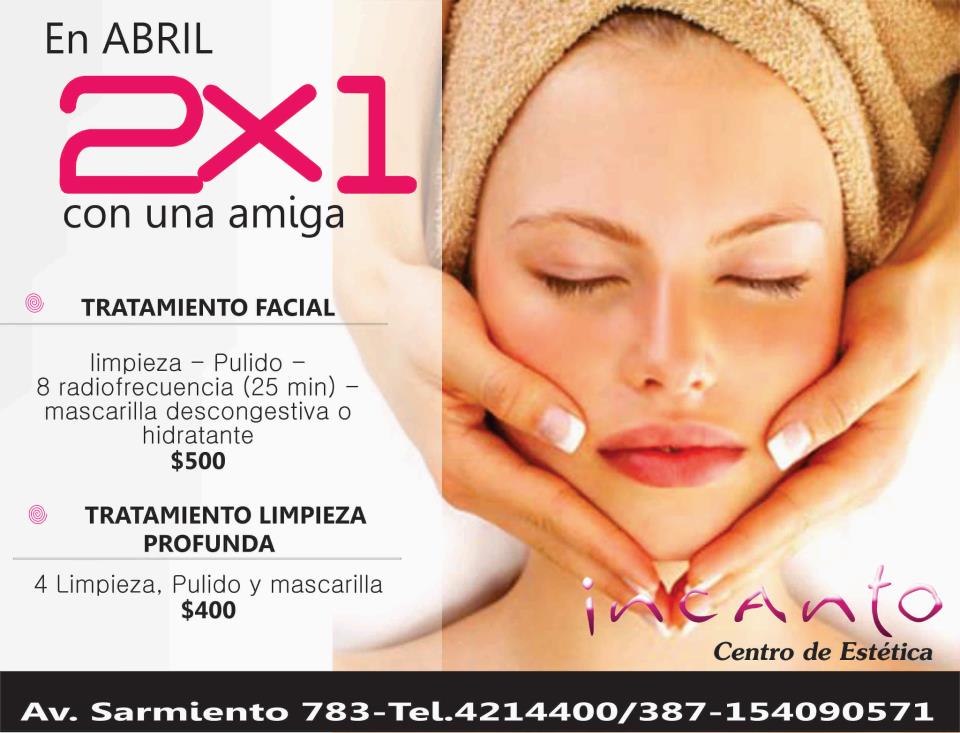 En ABRIL
2x1
con una amiga
TRATAMIENTO FACIAL
limpieza – Pulido –
8 radiofrecuencia (25 min) –
mascarilla descongestiva o
hidratante
$500
TRATAMIENTO LIMPIEZA
PROFUNDA
4 Limpieza, Pulido y mascarilla
$400
incanto
Centro de Estética
Av. Sarmiento 783-Tel.4214400/387-154090571